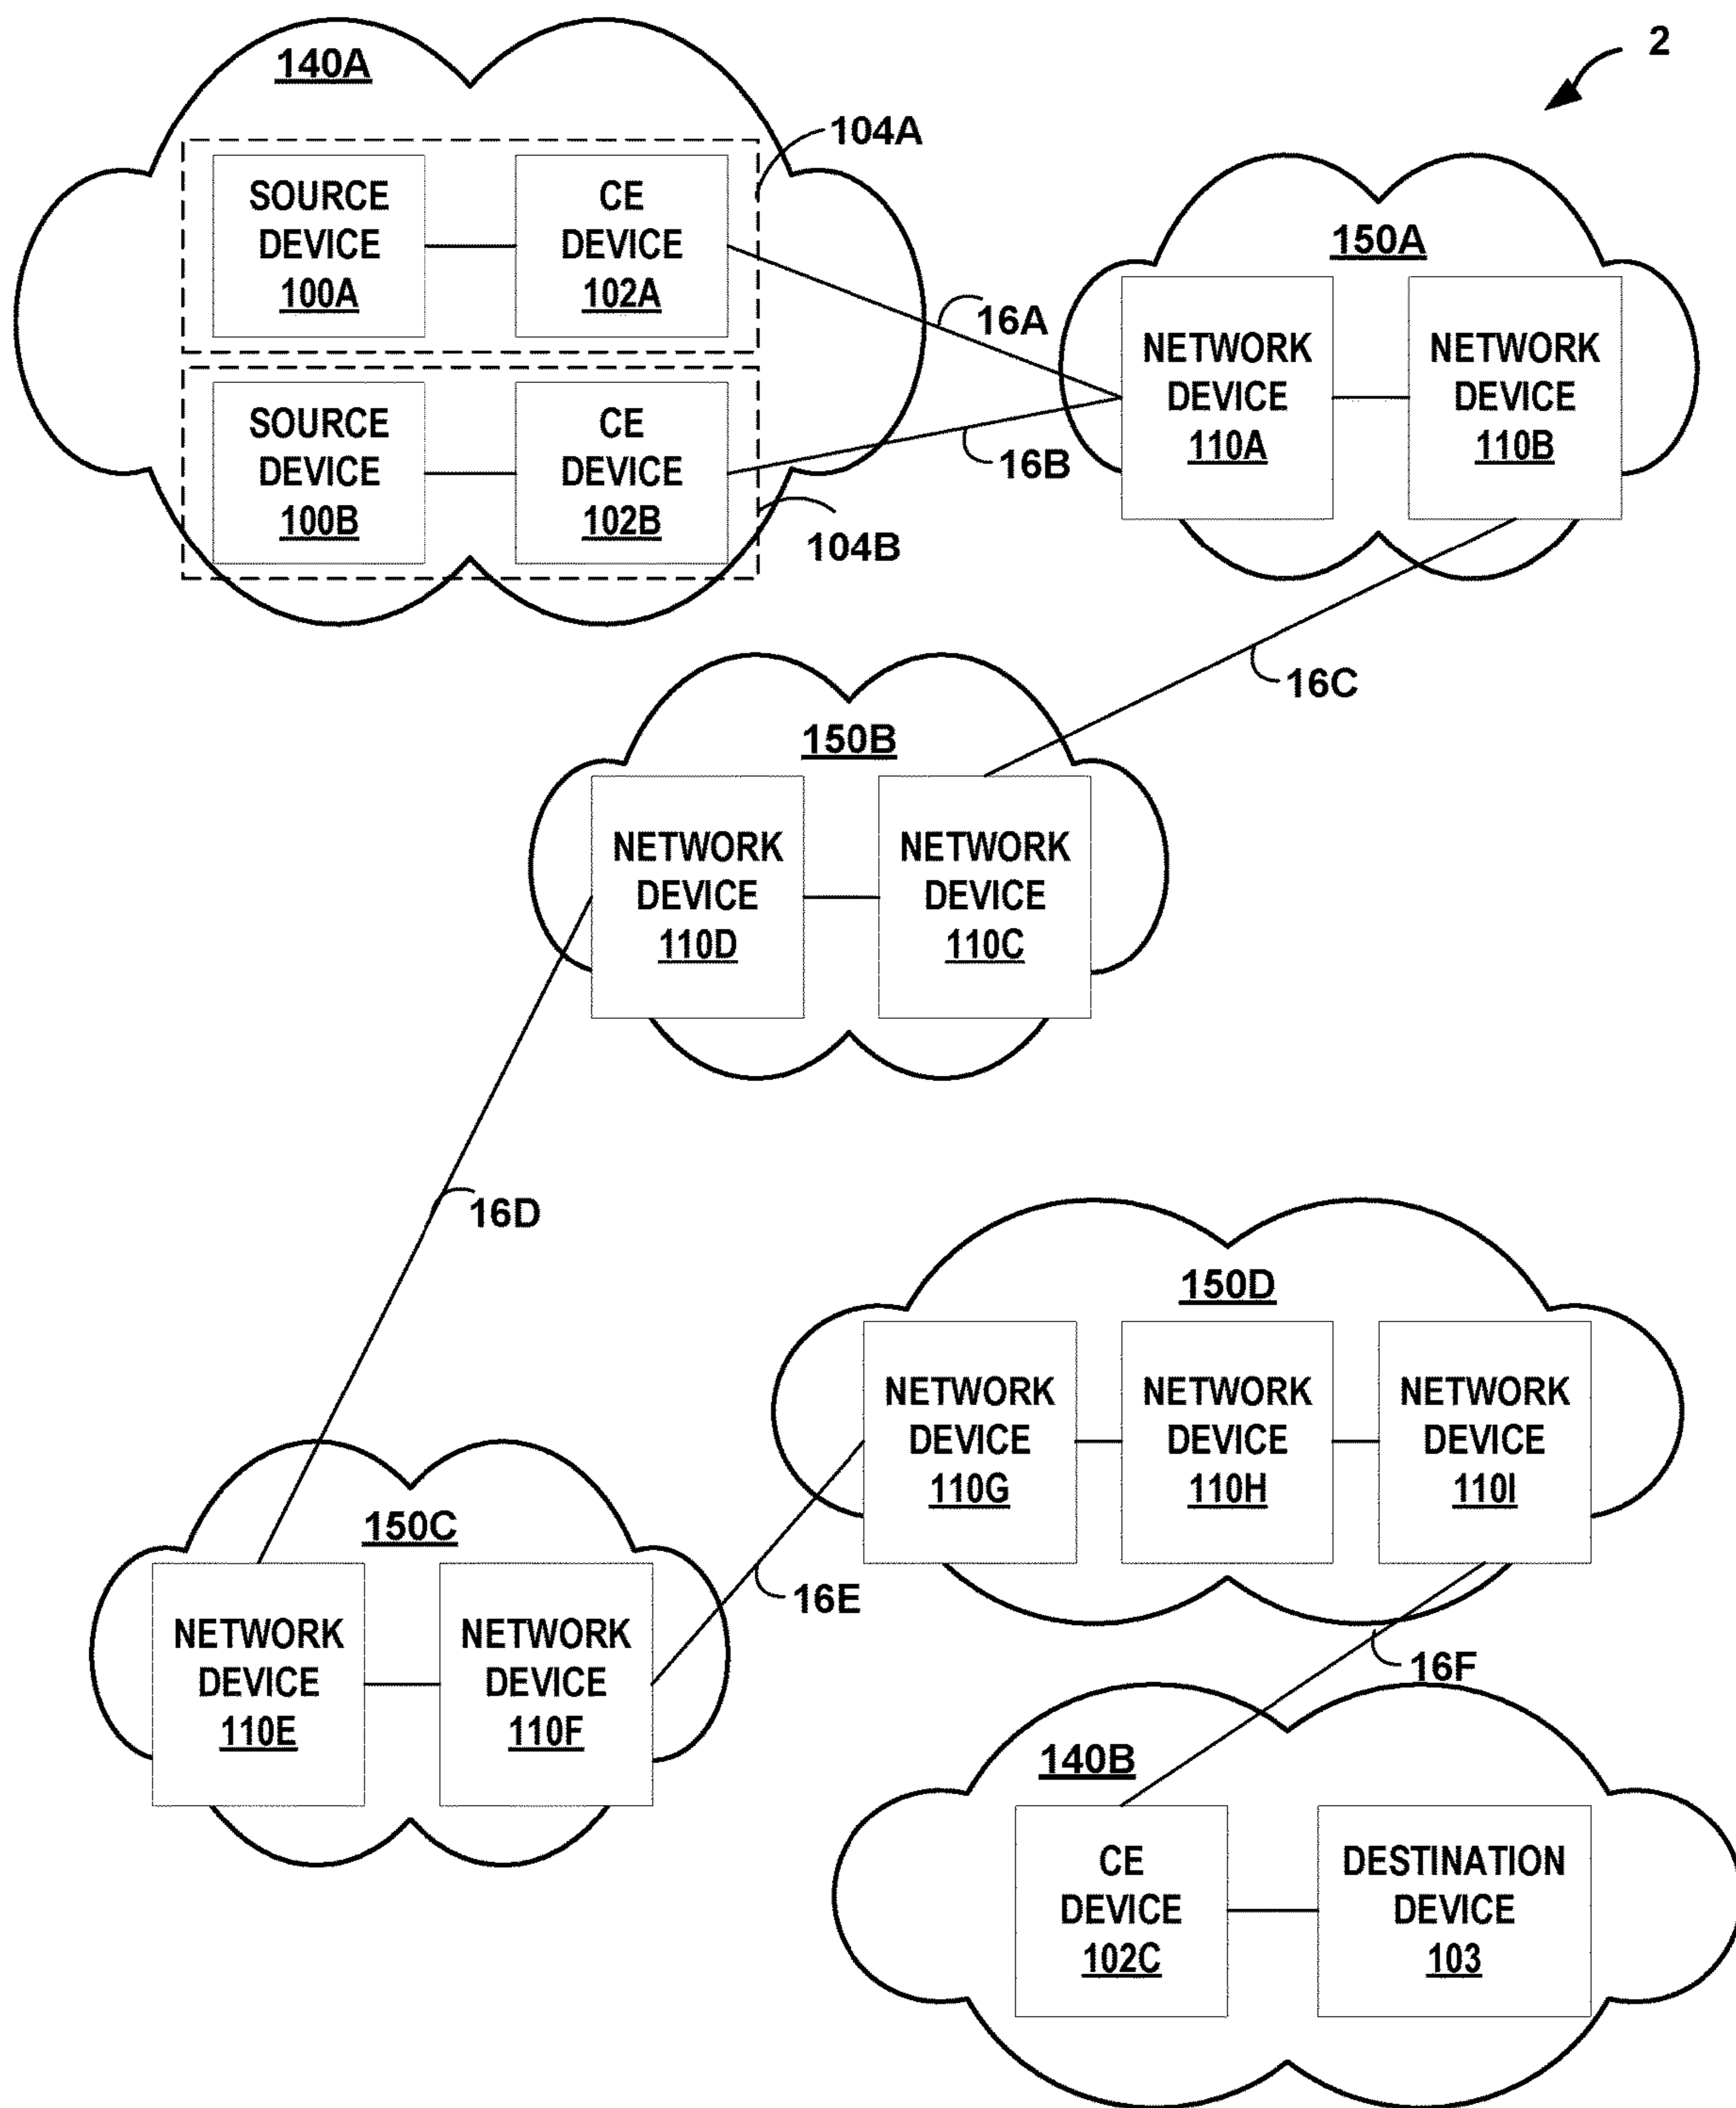 2
140A
104A
SOURCE
DEVICE
100A
CE
DEVICE
102A
16A
SOURCE
DEVICE
100B
CE
DEVICE
102B
16B
104B
150A
NETWORK
DEVICE
110A
NETWORK
DEVICE
110B
16C
150B
NETWORK
DEVICE
110D
NETWORK
DEVICE
110C
16D
150D
NETWORK
DEVICE
110G
NETWORK
DEVICE
110H
NETWORK
DEVICE
110I
150C
NETWORK
DEVICE
110E
NETWORK
DEVICE
110F
16E
16F
140B
CE
DEVICE
102C
DESTINATION
DEVICE
103